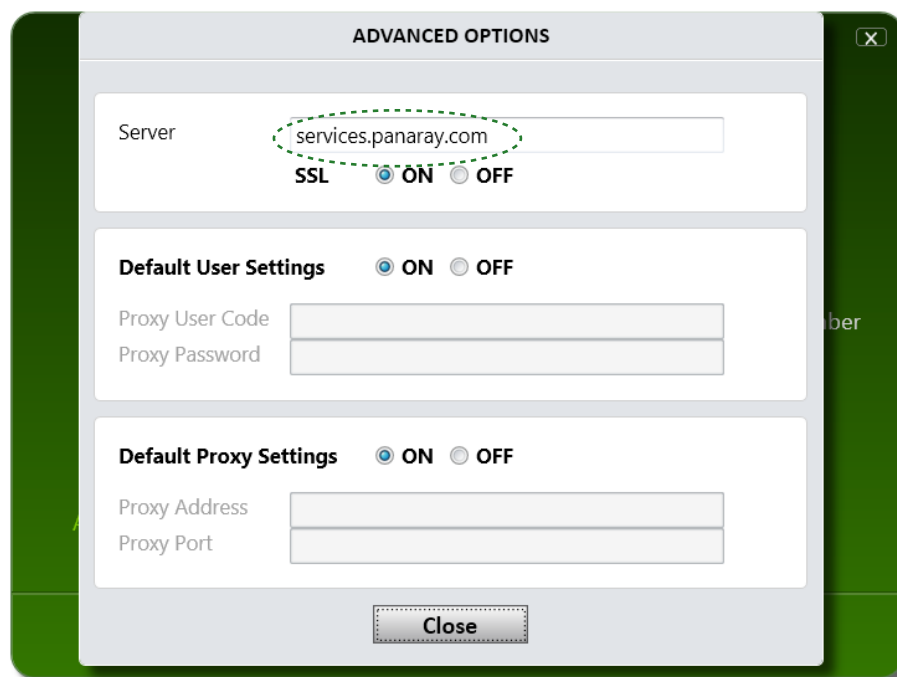 ADVANCED OPTIONS
X
Server services.panaray.com
SSL ON OFF
Default User Settings ON OFF
Proxy User Code
Proxy Password
Default Proxy Settings ON OFF
Proxy Address
Proxy Port
Close